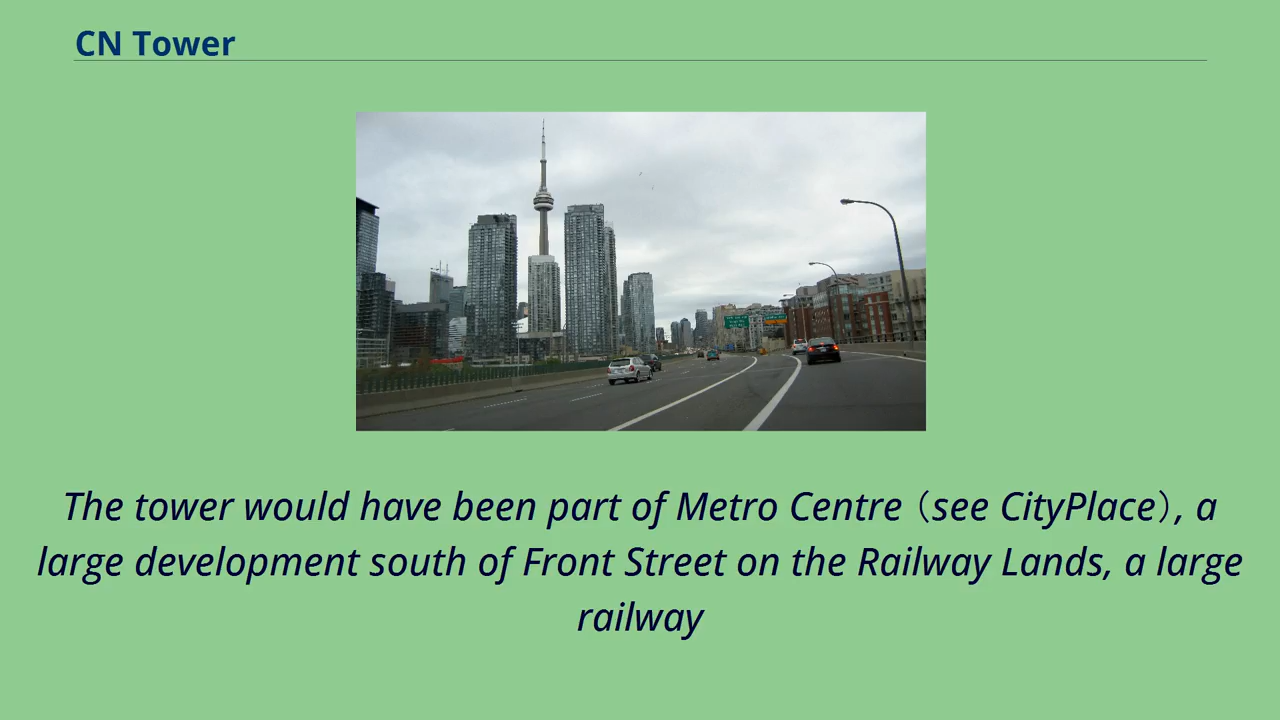 CN Tower
The tower would have been part of Metro Centre (see CityPlace), a
large development south of Front Street on the Railway Lands, a large
railway